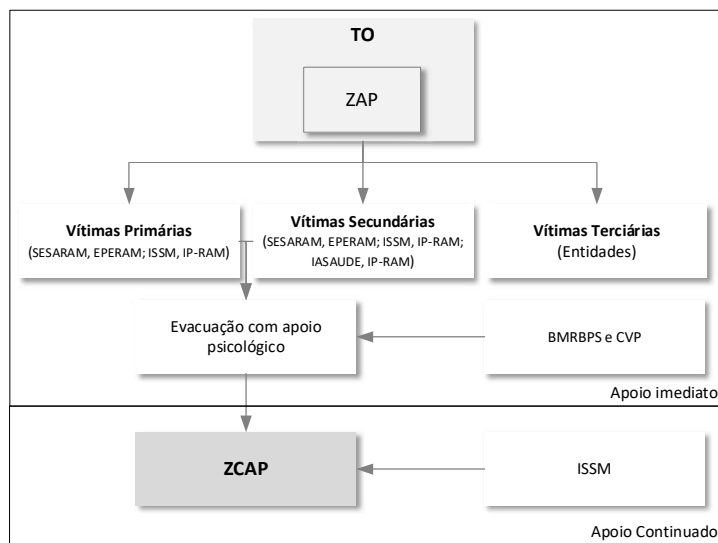 TO
ZAP
Vítimas Primárias
(SESARAM, EPERAM; ISSM, IP-RAM)
Vítimas Secundárias
(SESARAM, EPERAM; ISSM, IP-RAM;
IASAUDE, IP-RAM)
Vítimas Terciárias
(Entidades)
Evacuação com apoio
psicológico
BMRBPS e CVP
Apoio imediato
ZCAP
ISSM
Apoio Continuado